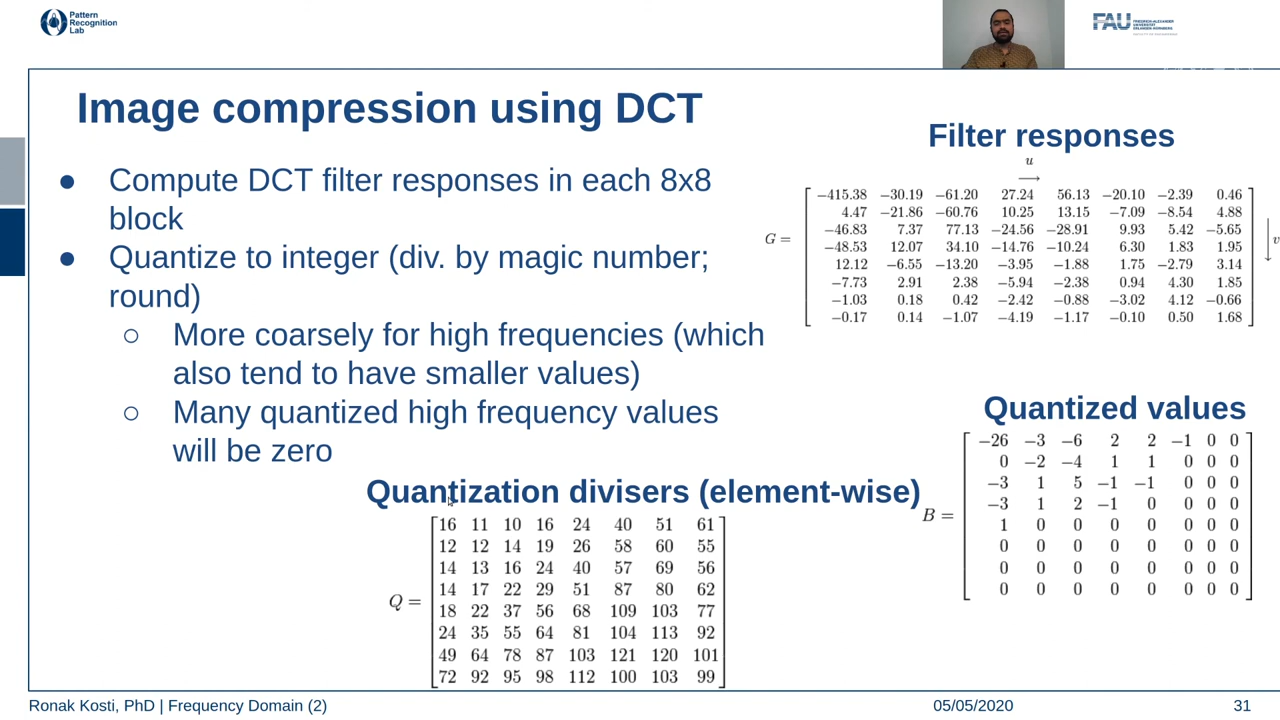 Pattern
Recognition
Lab
FAU
FRIEDRICH-ALEXANDER
UNIVERSITÄT
ERLANGEN-NÜRNBERG
Image compression using DCT
● Compute DCT filter responses in each 8x8
block
● Quantize to integer (div. by magic number;
round)
○ More coarsely for high frequencies (which
also tend to have smaller values)
○ Many quantized high frequency values
will be zero
Filter responses
u
→
G =
−415.38 −30.19 −61.20 27.24 56.13 −20.10 −2.39 0.46
4.47 −21.86 −60.76 10.25 13.15 −7.09 −8.54 4.88
−46.83 7.37 77.13 −24.56 −28.91 9.93 5.42 −5.65
−48.53 12.07 34.10 −14.76 −10.24 6.30 1.83 1.95
12.12 −6.55 −13.20 −3.95 −1.88 1.75 −2.79 3.14
−7.73 2.91 2.38 −5.94 −2.38 0.94 4.30 1.85
−1.03 0.18 0.42 −2.42 −0.88 −3.02 4.12 −0.66
−0.17 0.14 −1.07 −4.19 −1.17 −0.10 0.50 1.68
↓ v
Quantization divisers (element-wise)
Q =
16 11 10 16 24 40 51 61
12 12 14 19 26 58 60 55
14 13 16 24 40 57 69 56
14 17 22 29 51 87 80 62
18 22 37 56 68 109 103 77
24 35 55 64 81 104 113 92
49 64 78 87 103 121 120 101
72 92 95 98 112 100 103 99
Quantized values
B =
−26 −3 −6 2 2 −1 0 0
0 −2 −4 1 1 0 0 0
−3 1 5 −1 −1 0 0 0
−3 1 2 −1 0 0 0 0
1 0 0 0 0 0 0 0
0 0 0 0 0 0 0 0
0 0 0 0 0 0 0 0
0 0 0 0 0 0 0 0
Ronak Kosti, PhD | Frequency Domain (2)
05/05/2020
31